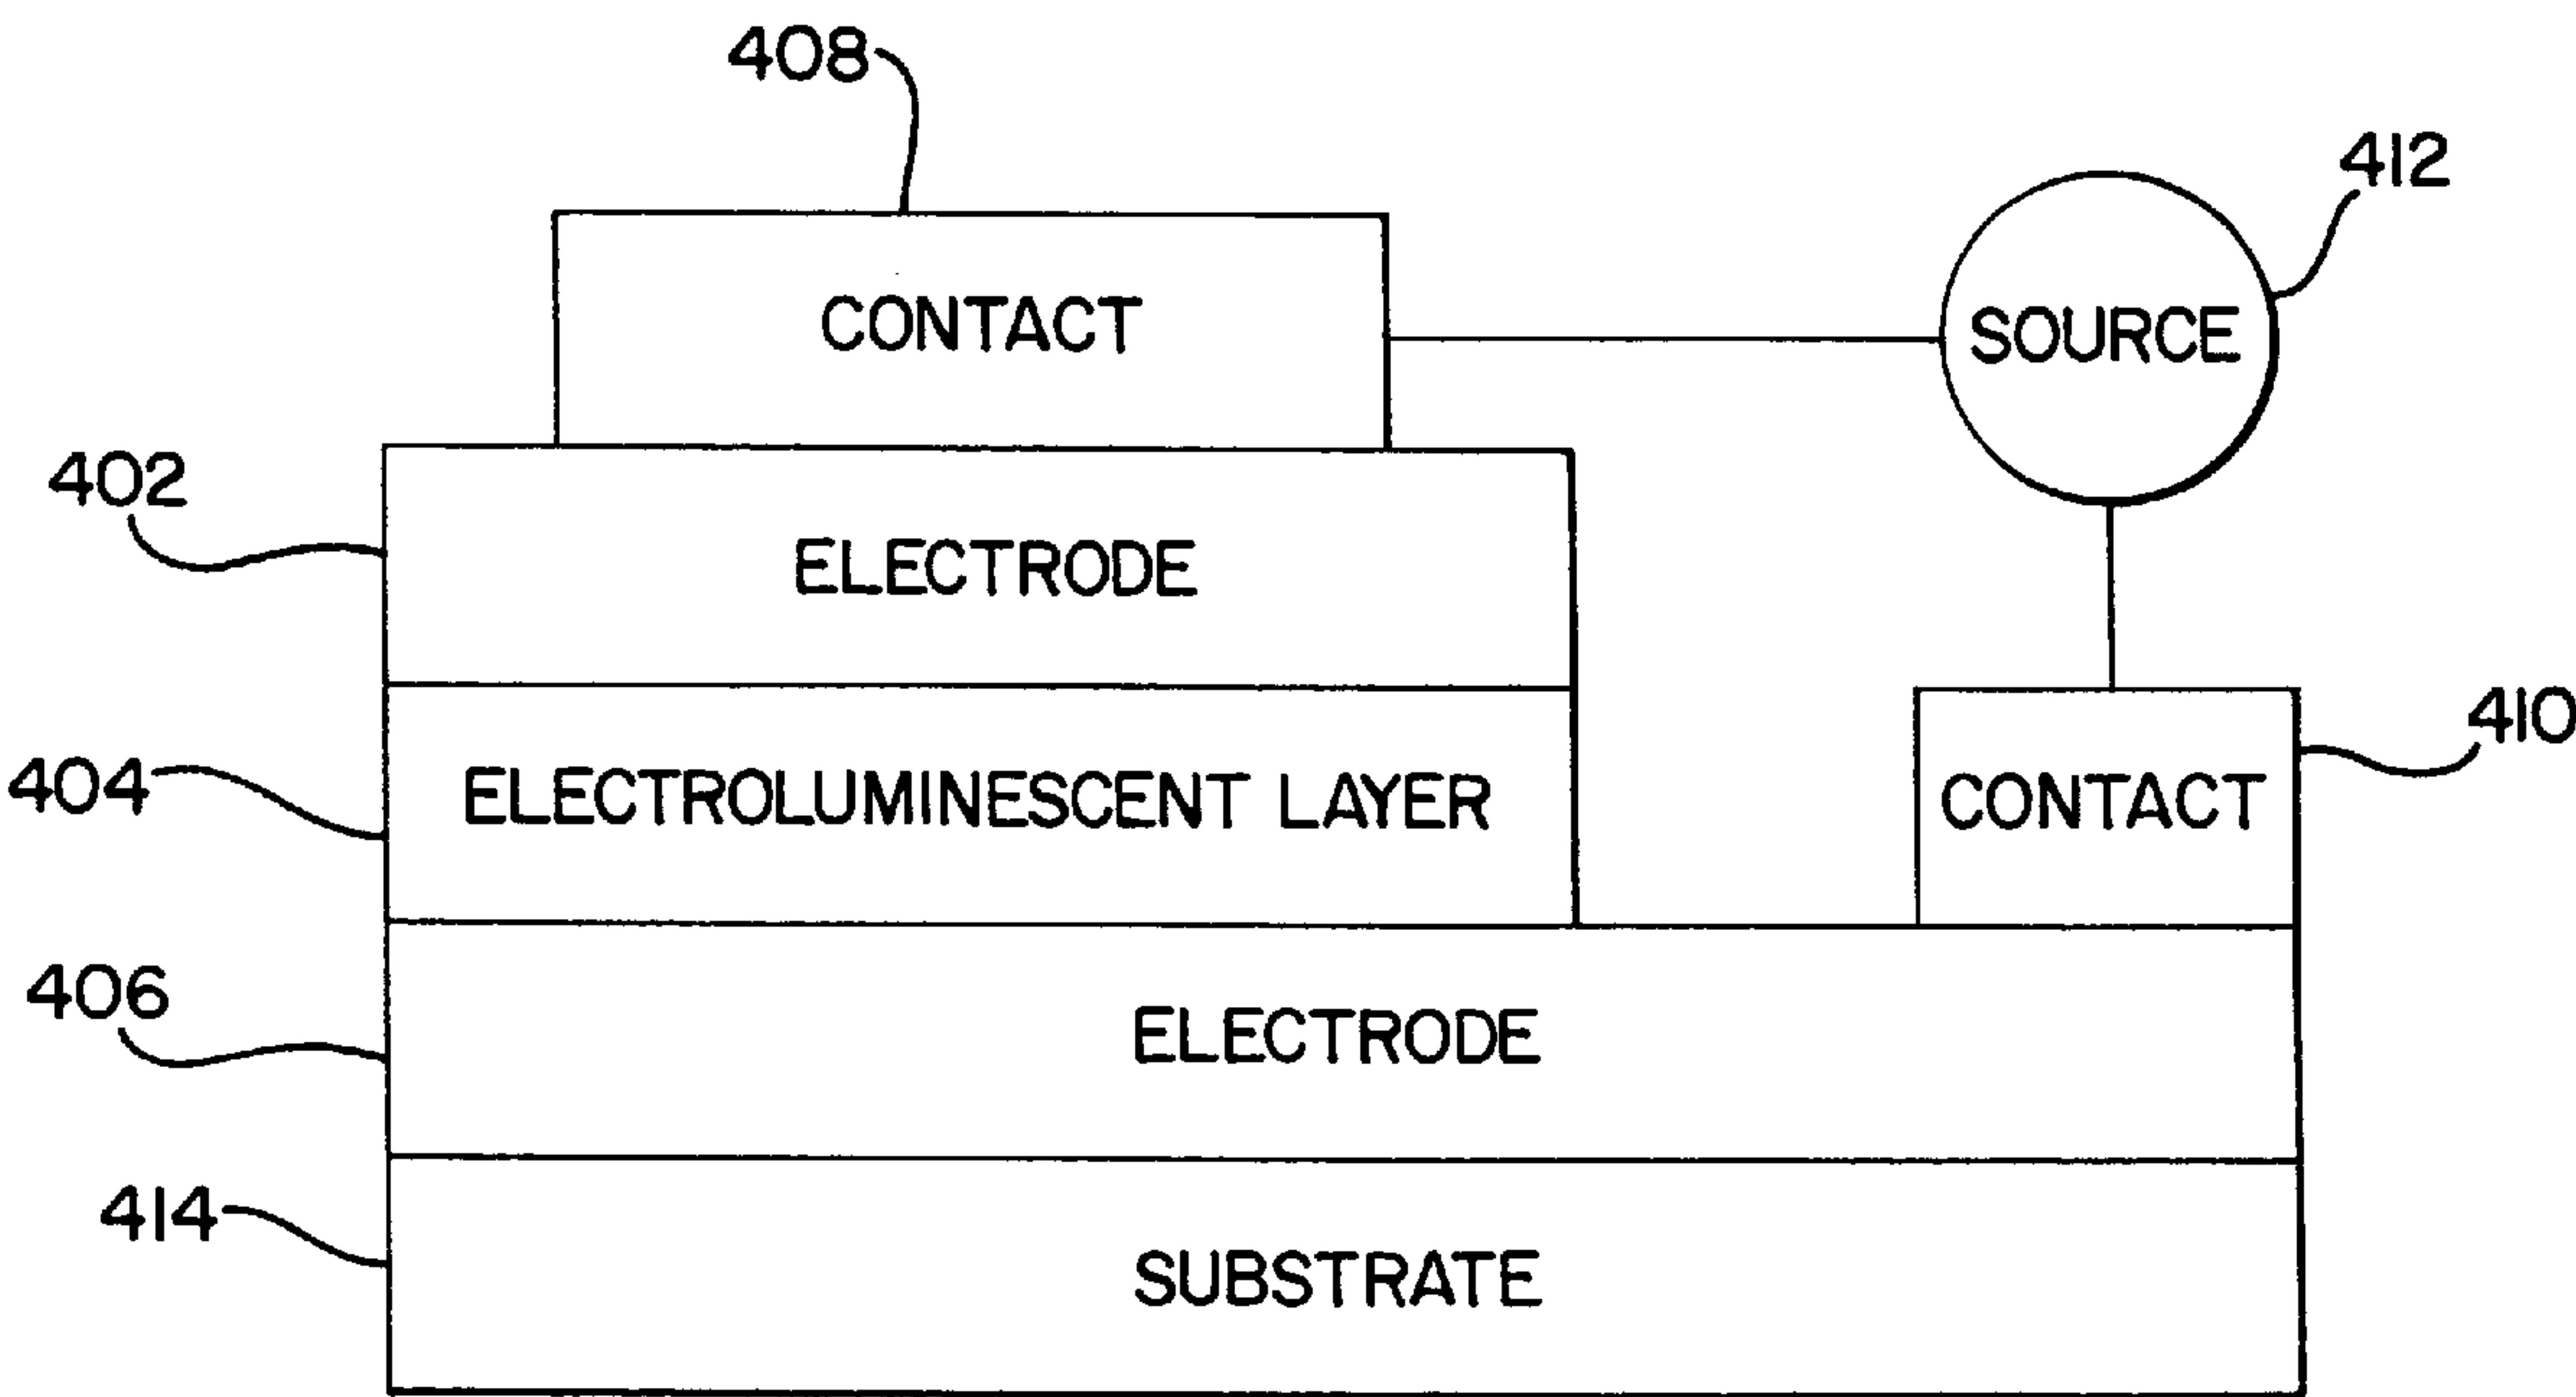 408
412
CONTACT
SOURCE
402
ELECTRODE
410
404
ELECTROLUMINESCENT LAYER
CONTACT
406
ELECTRODE
414
SUBSTRATE